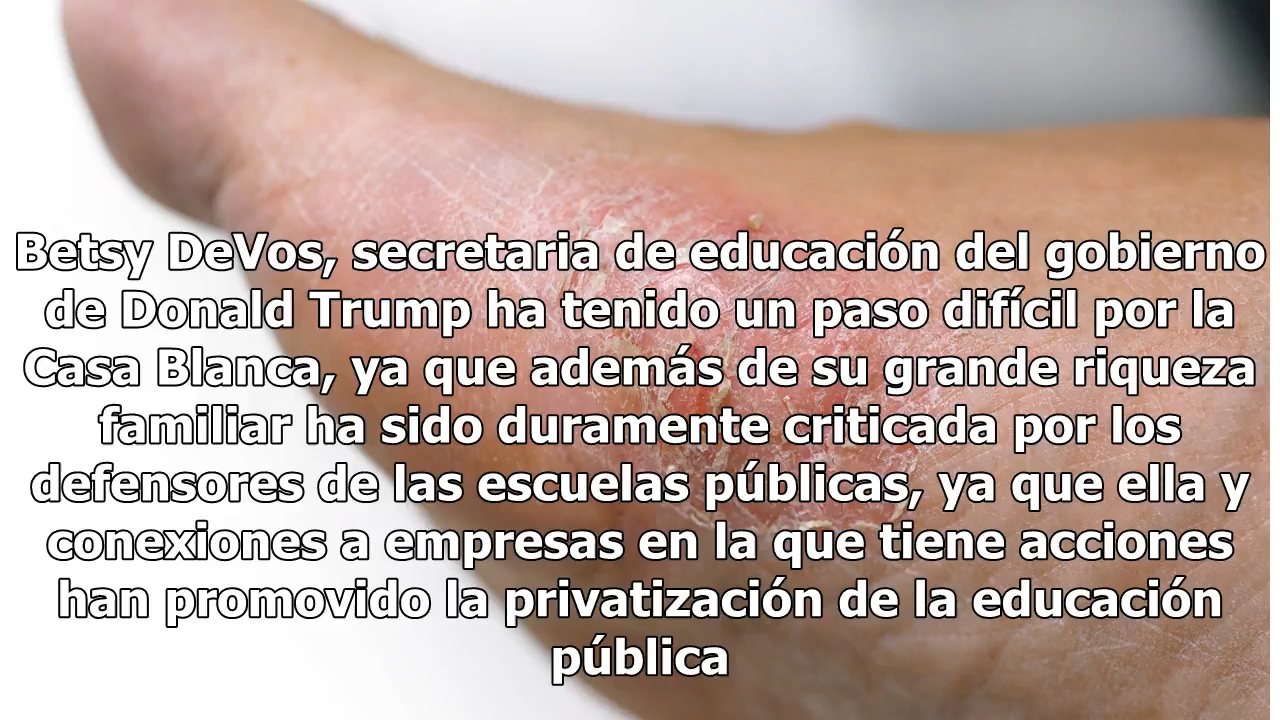 Betsy DeVos, secretaria de educación del gobierno
de Donald Trump ha tenido un paso difícil por la
Casa Blanca, ya que además de su grande riqueza
familiar ha sido duramente criticada por los
defensores de las escuelas públicas, ya que ella y
conexiones a empresas en la que tiene acciones
han promovido la privatización de la educación
pública